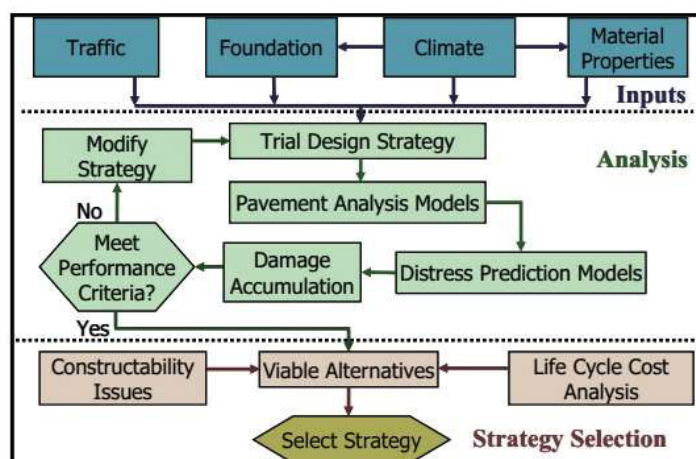 Traffic
Foundation
Climate
Material
Properties
Inputs
Modify
Strategy
Trial Design Strategy
Analysis
Pavement Analysis Models
No
Meet
Performance
Criteria?
Damage
Accumulation
Distress Prediction Models
Yes
Constructability
Issues
Viable Alternatives
Life Cycle Cost
Analysis
Select Strategy
Strategy Selection